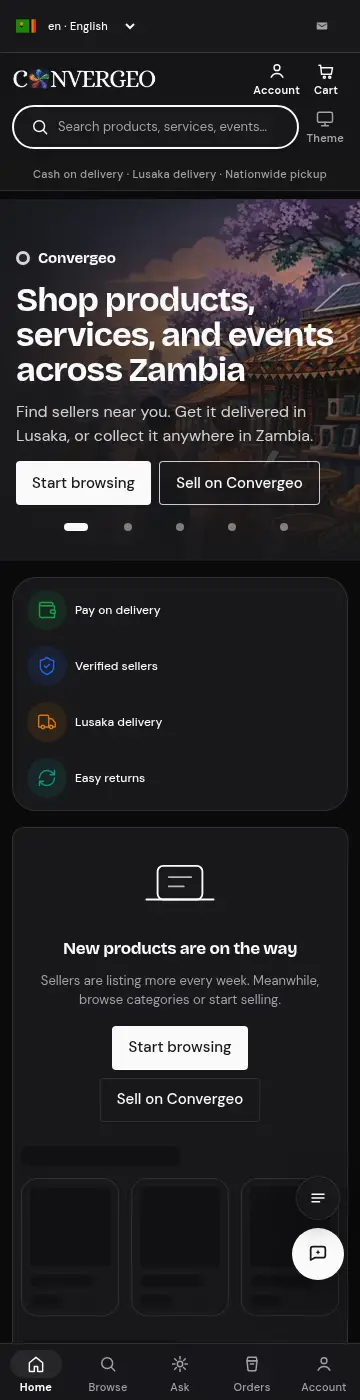 en · English
CONVERGEO
Account
Cart
Search products, services, events...
Theme
Cash on delivery · Lusaka delivery · Nationwide pickup
Convergeo
Shop products,
services, and events
across Zambia
Find sellers near you. Get it delivered in
Lusaka, or collect it anywhere in Zambia.
Start browsing
Sell on Convergeo
Pay on delivery
Verified sellers
Lusaka delivery
Easy returns
New products are on the way
Sellers are listing more every week. Meanwhile,
browse categories or start selling.
Start browsing
Sell on Convergeo
Home
Browse
Ask
Orders
Account